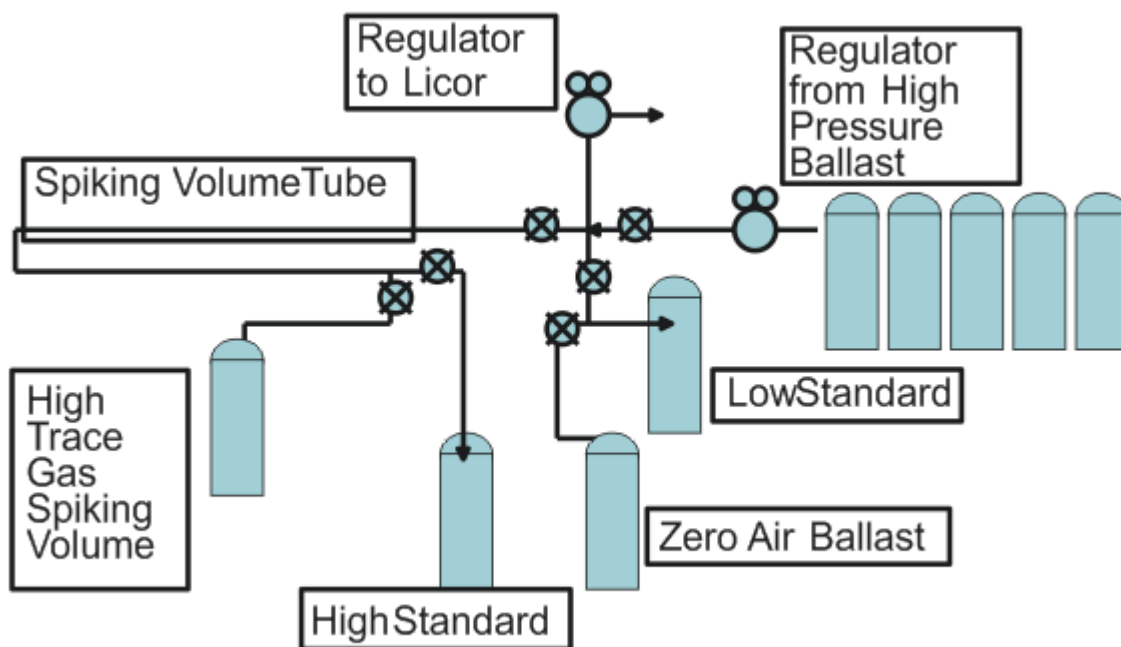 Regulator
to Licor
Regulator
from High
Pressure
Ballast
Spiking VolumeTube
LowStandard
High
Trace
Gas
Spiking
Volume
Zero Air Ballast
HighStandard